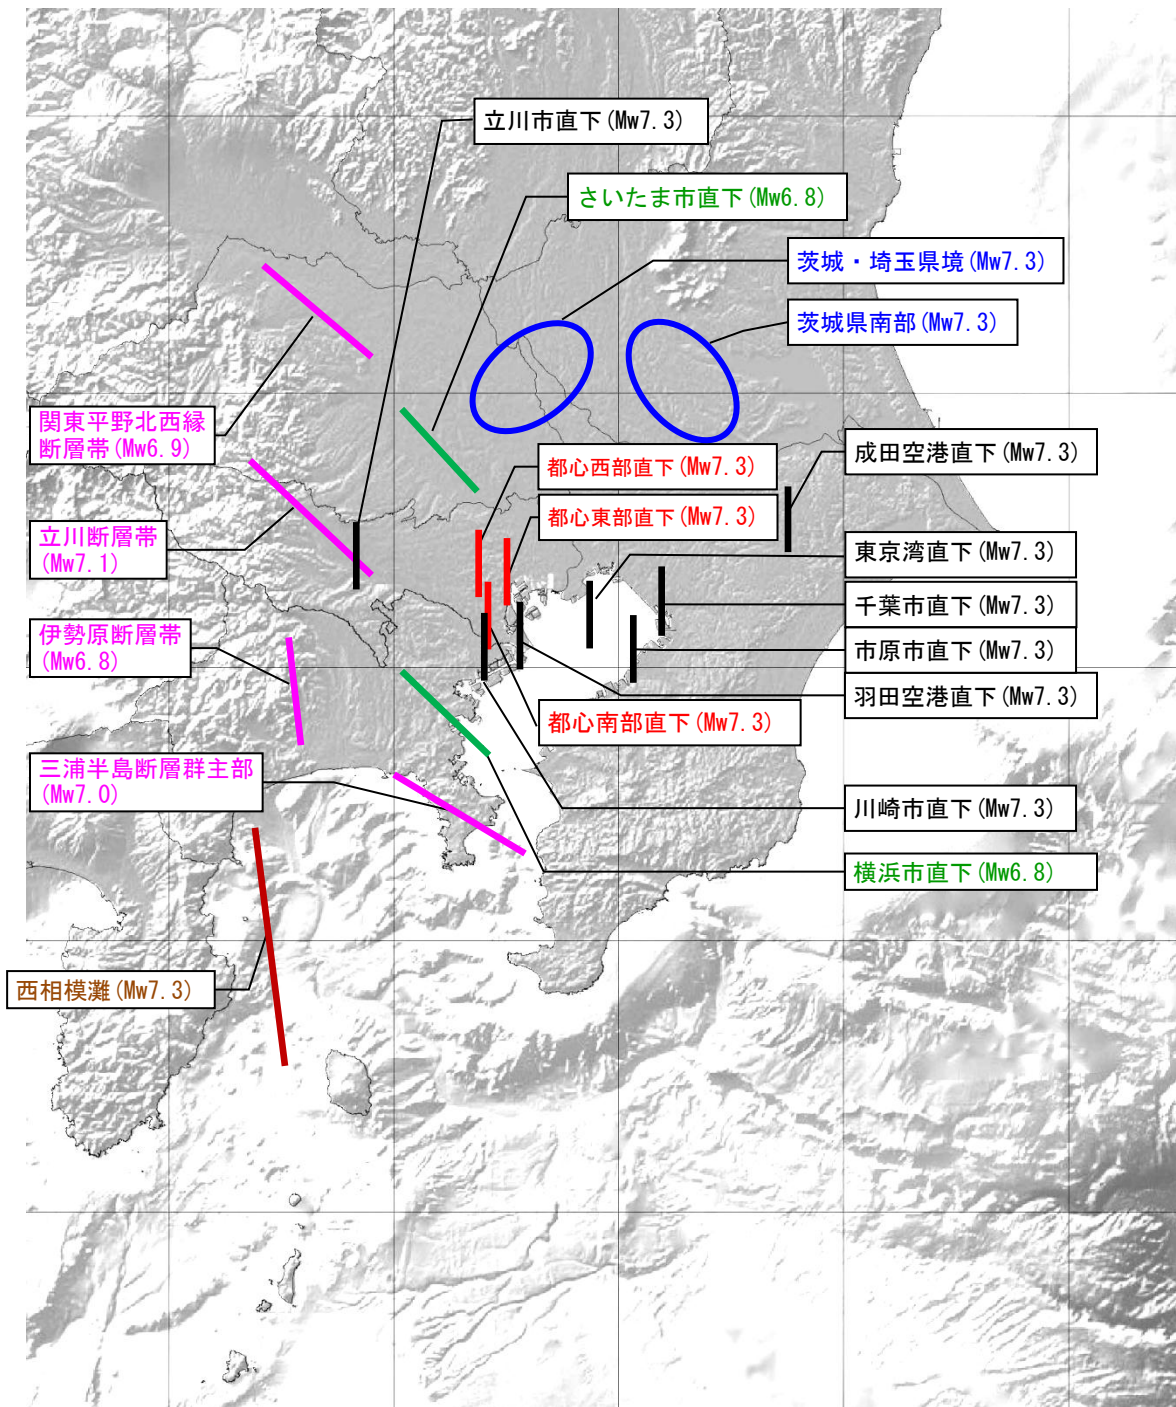 立川市直下(Mw7.3)
さいたま市直下(Mw6.8)
茨城・埼玉県境(Mw7.3)
茨城県南部(Mw7.3)
関東平野北西縁
断層帯(Mw6.9)
都心西部直下(Mw7.3)
成田空港直下(Mw7.3)
都心東部直下(Mw7.3)
立川断層帯
(Mw7.1)
東京湾直下(Mw7.3)
千葉市直下(Mw7.3)
伊勢原断層帯
(Mw6.8)
市原市直下(Mw7.3)
羽田空港直下(Mw7.3)
都心南部直下(Mw7.3)
三浦半島断層群主部
(Mw7.0)
川崎市直下(Mw7.3)
横浜市直下(Mw6.8)
西相模灘(Mw7.3)